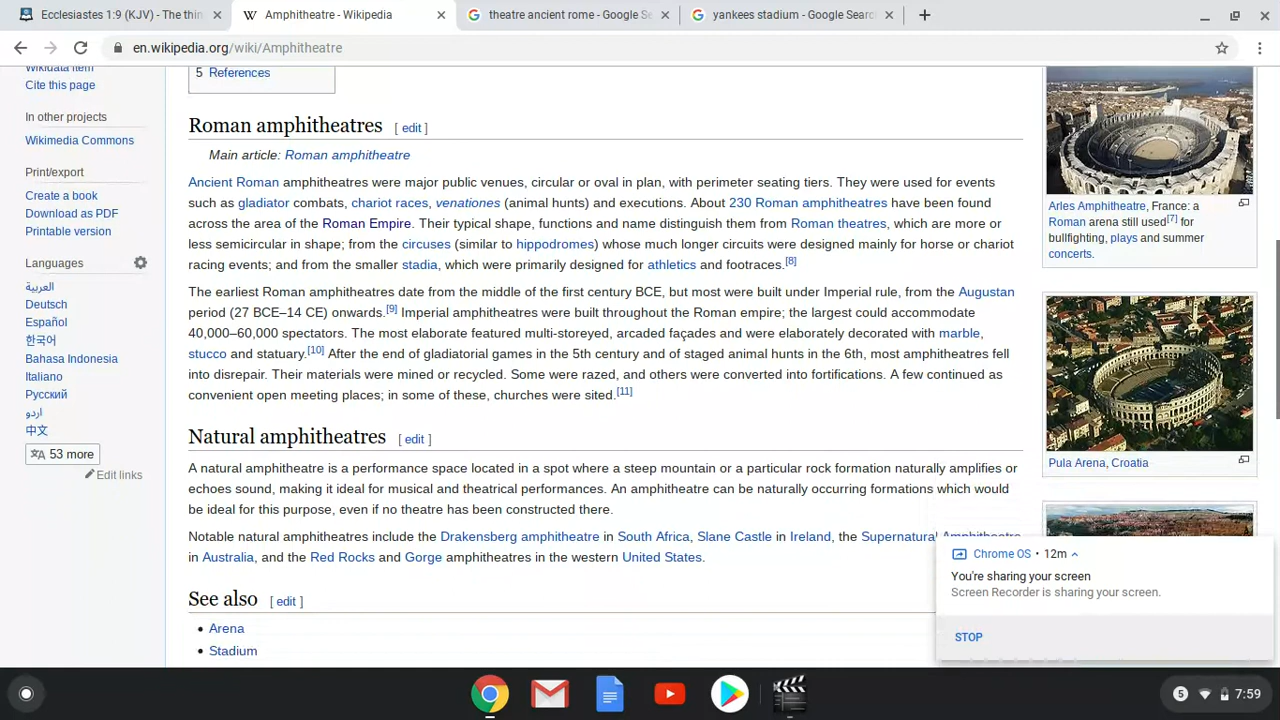 Ecclesiastes 1:9 (KJV) - The thin
Amphitheatre - Wikipedia
theatre ancient rome - Google Se
yankees stadium - Google Search
en.wikipedia.org/wiki/Amphitheatre
Wikidata item
Cite this page
In other projects
Wikimedia Commons
Print/export
Create a book
Download as PDF
Printable version
Languages
العربية
Deutsch
Español
한국어
Bahasa Indonesia
Italiano
Русский
اردو
中文
53 more
Edit links
5 References
Roman amphitheatres [ edit ]
Main article: Roman amphitheatre
Ancient Roman amphitheatres were major public venues, circular or oval in plan, with perimeter seating tiers. They were used for events
such as gladiator combats, chariot races, venationes (animal hunts) and executions. About 230 Roman amphitheatres have been found
across the area of the Roman Empire. Their typical shape, functions and name distinguish them from Roman theatres, which are more or
less semicircular in shape; from the circuses (similar to hippodromes) whose much longer circuits were designed mainly for horse or chariot
racing events; and from the smaller stadia, which were primarily designed for athletics and footraces.[8]
The earliest Roman amphitheatres date from the middle of the first century BCE, but most were built under Imperial rule, from the Augustan
period (27 BCE–14 CE) onwards.[9] Imperial amphitheatres were built throughout the Roman empire; the largest could accommodate
40,000–60,000 spectators. The most elaborate featured multi-storeyed, arcaded façades and were elaborately decorated with marble,
stucco and statuary.[10] After the end of gladiatorial games in the 5th century and of staged animal hunts in the 6th, most amphitheatres fell
into disrepair. Their materials were mined or recycled. Some were razed, and others were converted into fortifications. A few continued as
convenient open meeting places; in some of these, churches were sited.[11]
Natural amphitheatres [ edit ]
A natural amphitheatre is a performance space located in a spot where a steep mountain or a particular rock formation naturally amplifies or
echoes sound, making it ideal for musical and theatrical performances. An amphitheatre can be naturally occurring formations which would
be ideal for this purpose, even if no theatre has been constructed there.
Notable natural amphitheatres include the Drakensberg amphitheatre in South Africa, Slane Castle in Ireland, the Supernatural Amphitheatre
in Australia, and the Red Rocks and Gorge amphitheatres in the western United States.
See also [ edit ]
Arena
Stadium
Arles Amphitheatre, France: a
Roman arena still used[7] for
bullfighting, plays and summer
concerts.
Pula Arena, Croatia
Chrome OS • 12m
You're sharing your screen
Screen Recorder is sharing your screen.
STOP
5
7:59